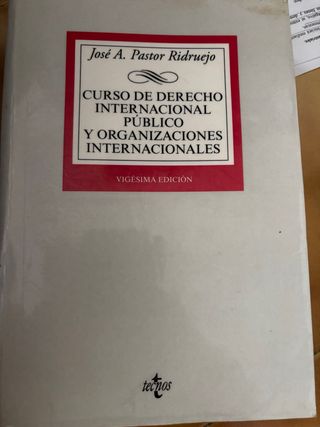 José A. Pastor Ridruejo
CURSO DE DERECHO
INTERNACIONAL
PÚBLICO
Y ORGANIZACIONES
INTERNACIONALES
VIGÉSIMA EDICIÓN
tecnos